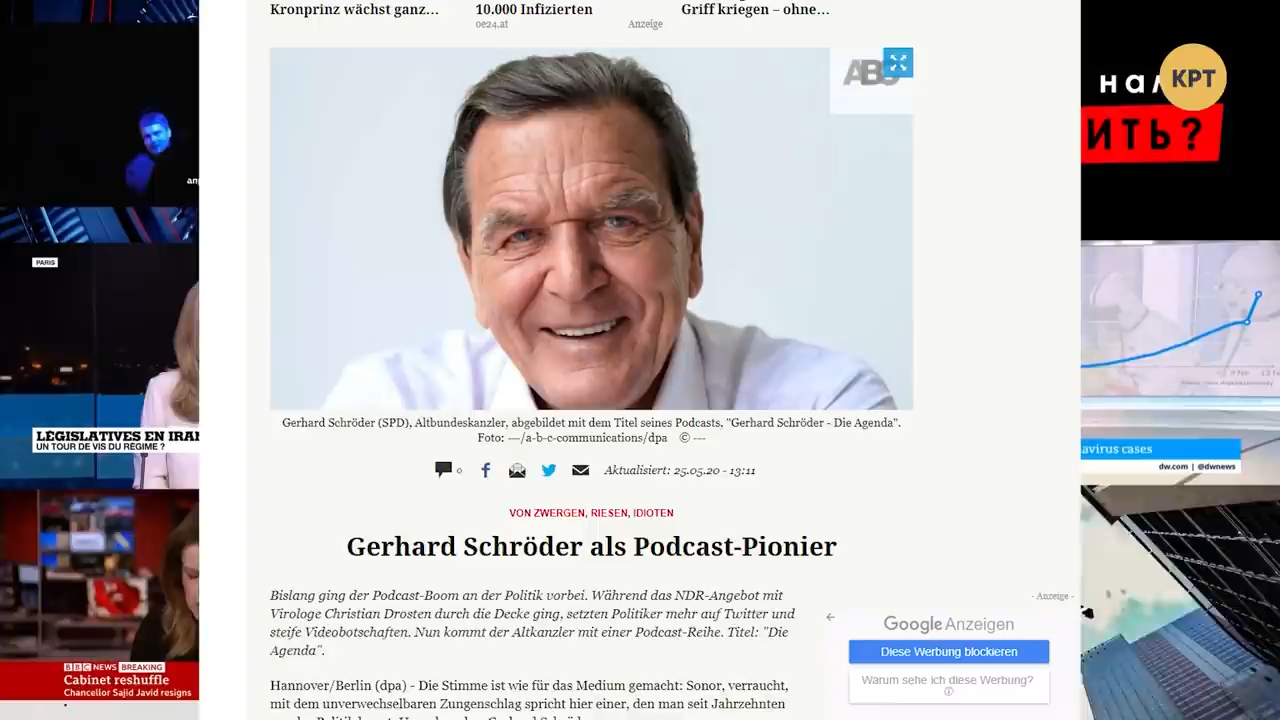 Kronprinz wächst ganz...
10.000 Infizierten
Griff kriegen – ohne...
oe24.at
Anzeige
ABC
КРТ
ИТЬ?
PARIS
LÉGISLATIVES EN IRAN
UN TOUR DE VIS DU RÉGIME ?
Gerhard Schröder (SPD), Altbundeskanzler, abgebildet mit dem Titel seines Podcasts, "Gerhard Schröder - Die Agenda".
Foto: ---/a-b-c-communications/dpa © ---
0 Aktualisiert: 25.05.20 - 13:11
avirus cases
dw.com | @dwnews
VON ZWERGEN, RIESEN, IDIOTEN
Gerhard Schröder als Podcast-Pionier
Bislang ging der Podcast-Boom an der Politik vorbei. Während das NDR-Angebot mit
Virologe Christian Drosten durch die Decke ging, setzten Politiker mehr auf Twitter und
steife Videobotschaften. Nun kommt der Altkanzler mit einer Podcast-Reihe. Titel: "Die
Agenda".
Hannover/Berlin (dpa) - Die Stimme ist wie für das Medium gemacht: Sonor, verraucht,
mit dem unverwechselbaren Zungenschlag spricht hier einer, den man seit Jahrzehnten
- Anzeige -
Google Anzeigen
Diese Werbung blockieren
Warum sehe ich diese Werbung?
BBC NEWS BREAKING
Cabinet reshuffle
Chancellor Sajid Javid resigns